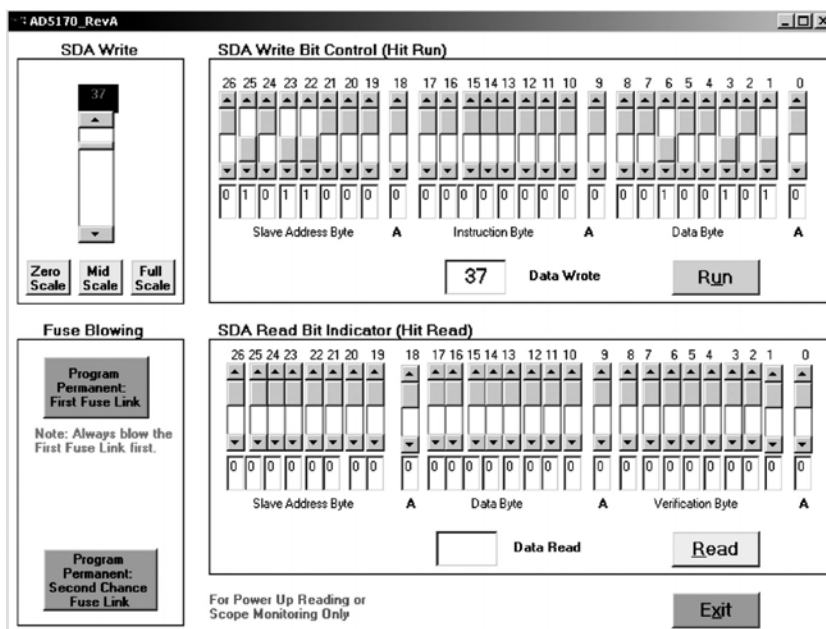 AD5170_RevA
SDA Write
37
Zero Scale
Mid Scale
Full Scale
SDA Write Bit Control (Hit Run)
26 25 24 23 22 21 20 19 18 17 16 15 14 13 12 11 10 9 8 7 6 5 4 3 2 1 0
0 1 0 1 1 0 0 0 0 0 0 0 0 0 0 0 0 0 0 0 1 0 0 1 0 1 0
Slave Address Byte A Instruction Byte A Data Byte A
37 Data Wrote Run
Fuse Blowing
Program
Permanent:
First Fuse Link
Note: Always blow the
First Fuse Link first.
Program
Permanent:
Second Chance
Fuse Link
SDA Read Bit Indicator (Hit Read)
26 25 24 23 22 21 20 19 18 17 16 15 14 13 12 11 10 9 8 7 6 5 4 3 2 1 0
0 0 0 0 0 0 0 0 0 0 0 0 0 0 0 0 0 0 0 0 0 0 0 0 0 0 0
Slave Address Byte A Data Byte A Verification Byte A
Data Read Read
For Power Up Reading or
Scope Monitoring Only
Exit